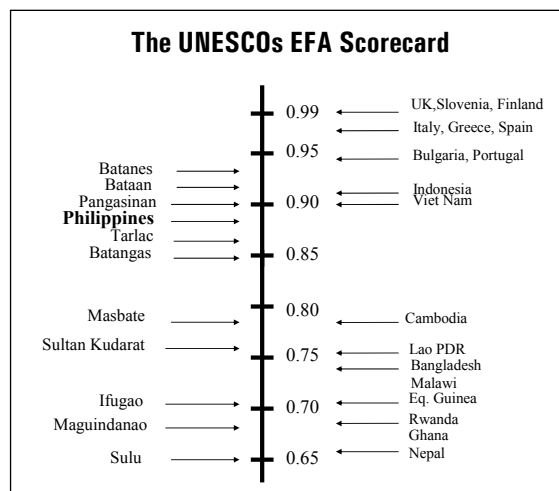 The UNESCOs EFA Scorecard
0.99
0.95
0.90
0.85
0.80
0.75
0.70
0.65
Batanes
Bataan
Pangasinan
Philippines
Tarlac
Batangas
Masbate
Sultan Kudarat
Ifugao
Maguindanao
Sulu
UK,Slovenia, Finland
Italy, Greece, Spain
Bulgaria, Portugal
Indonesia
Viet Nam
Cambodia
Lao PDR
Bangladesh
Malawi
Eq. Guinea
Rwanda
Ghana
Nepal